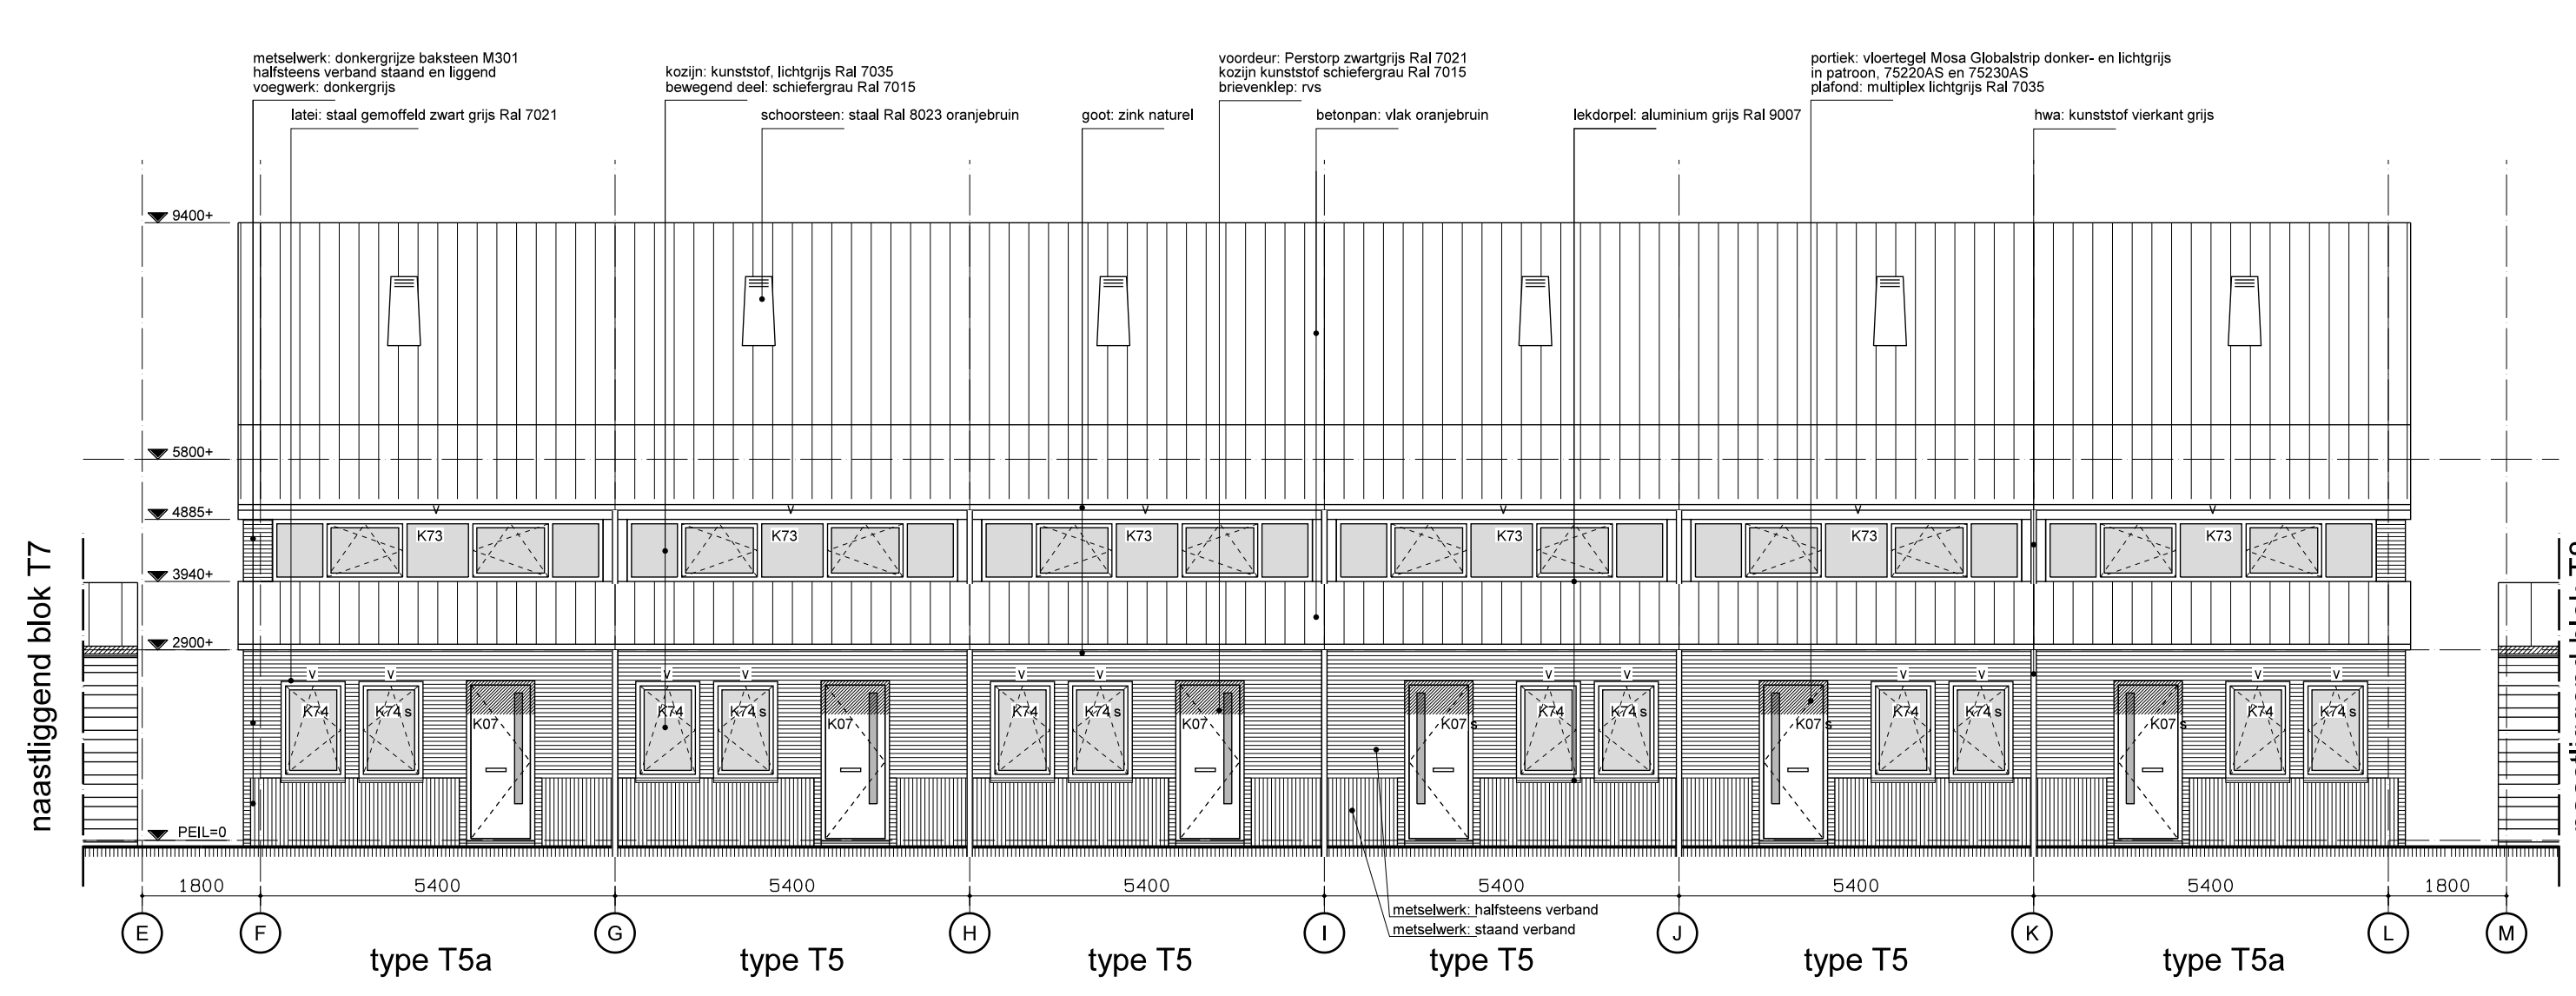 metselwerk: donkergrijze baksteen M301
halfsteens verband staand en liggend
voegwerk: donkergrijs
kozijn: kunststof, lichtgrijs Ral 7035
bewegend deel: schiefergrau Ral 7015
voordeur: Perstorp zwartgrijs Ral 7021
kozijn kunststof schiefergrau Ral 7015
brievenklep: rvs
portiek: vloertegel Mosa Globalstrip donker- en lichtgrijs
in patroon, 75220AS en 75230AS
plafond: multiplex lichtgrijs Ral 7035
latei: staal gemoffeld zwart grijs Ral 7021
schoorsteen: staal Ral 8023 oranjebruin
goot: zink naturel
betonpan: vlak oranjebruin
lekdorpel: aluminium grijs Ral 9007
hwa: kunststof vierkant grijs
9400+
5800+
4885+
V V V V V V
K73 K73 K73 K73 K73 K73
3940+
2900+
V V V V V V V V V V V V
K74 K74 s K74 K74 s K74 K74 s K74 K74 s K74 K74 s K74 K74 s
K07 K07 K07 K07 s K07 s K07 s
PEIL=0
naastliggend blok T7
1800 5400 5400 5400 5400 5400 5400 1800
metselwerk: halfsteens verband
metselwerk: staand verband
E F G H I J K L M
type T5a type T5 type T5 type T5 type T5 type T5a